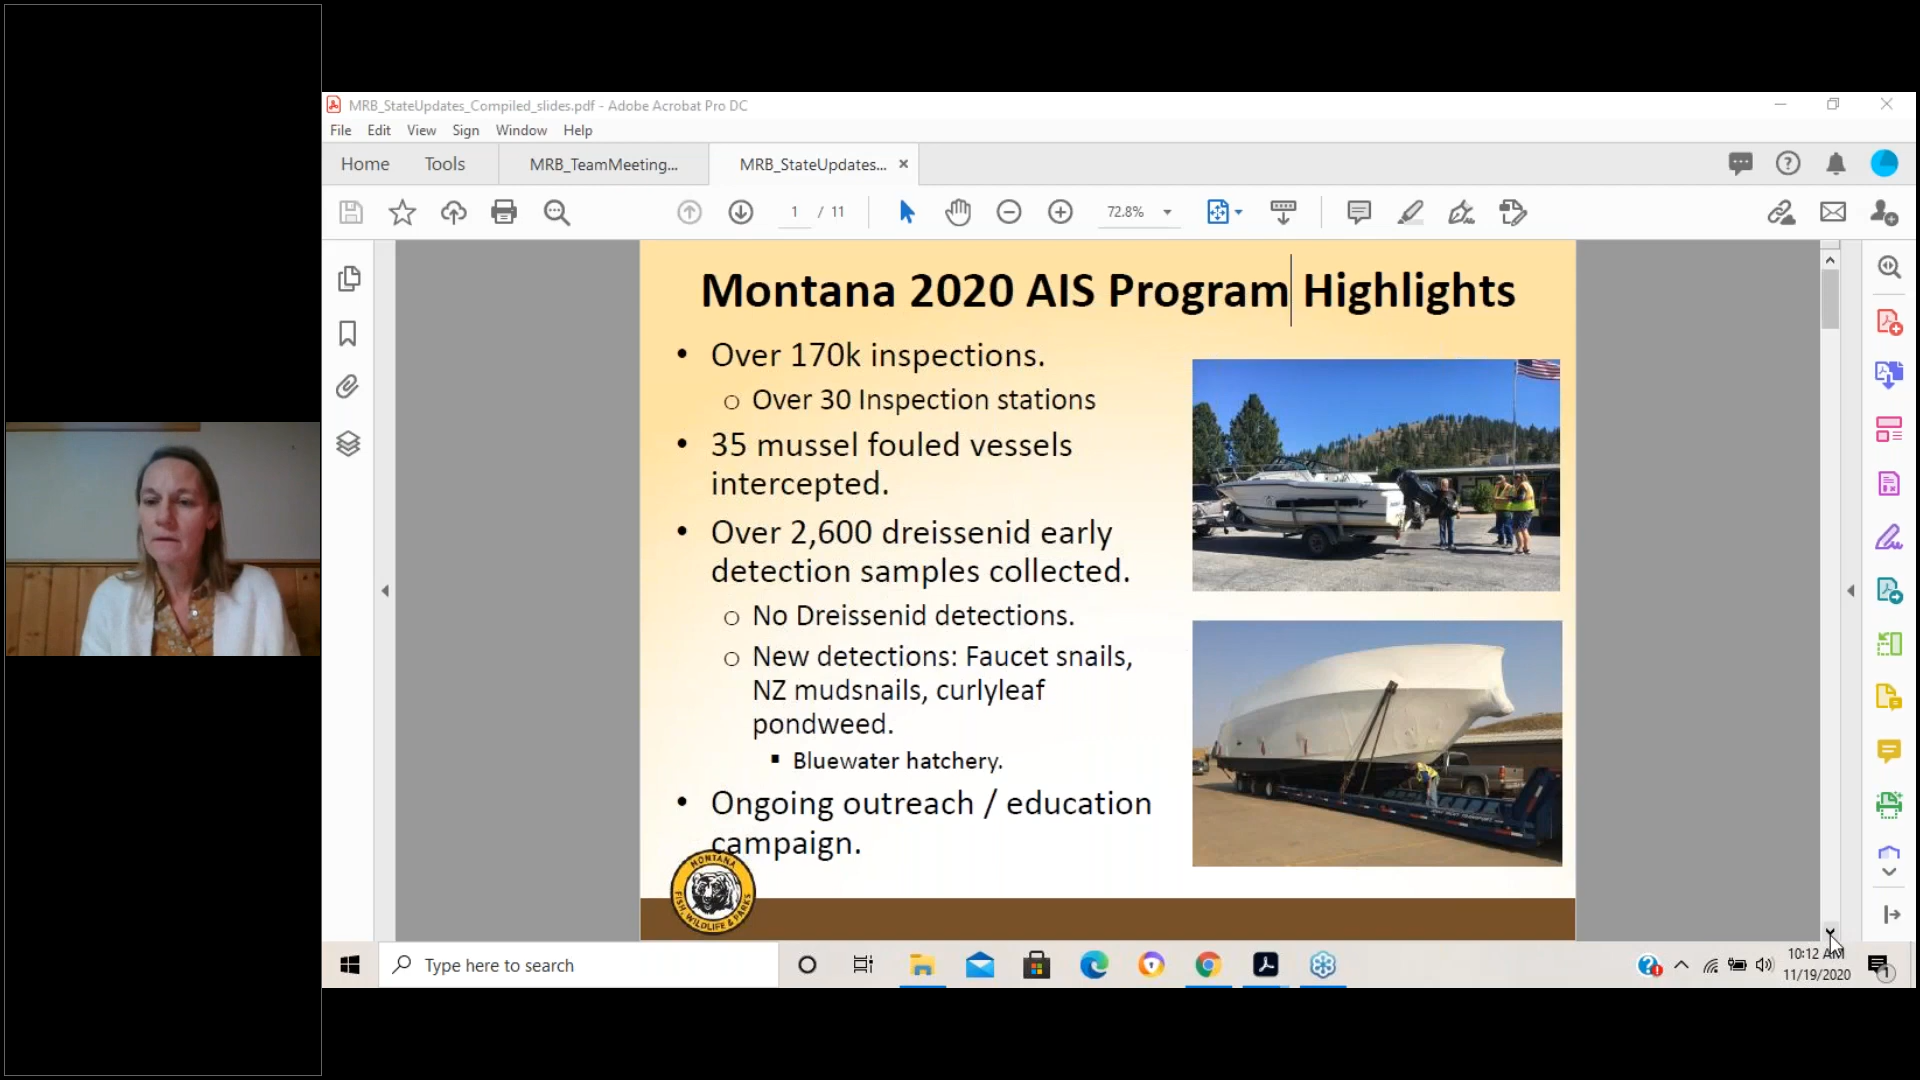 MRB_StateUpdates_Compiled_slides.pdf - Adobe Acrobat Pro DC
File Edit View Sign Window Help
Home Tools MRB_TeamMeeting... MRB_StateUpdates... ×
1 / 11 72.8%
Montana 2020 AIS Program Highlights
• Over 170k inspections.
o Over 30 Inspection stations
• 35 mussel fouled vessels
intercepted.
• Over 2,600 dreissenid early
detection samples collected.
o No Dreissenid detections.
o New detections: Faucet snails,
NZ mudsnails, curlyleaf
pondweed.
▪ Bluewater hatchery.
• Ongoing outreach / education
campaign.
MONTANA
FISH, WILDLIFE & PARKS
Type here to search
10:12 AM
11/19/2020
1